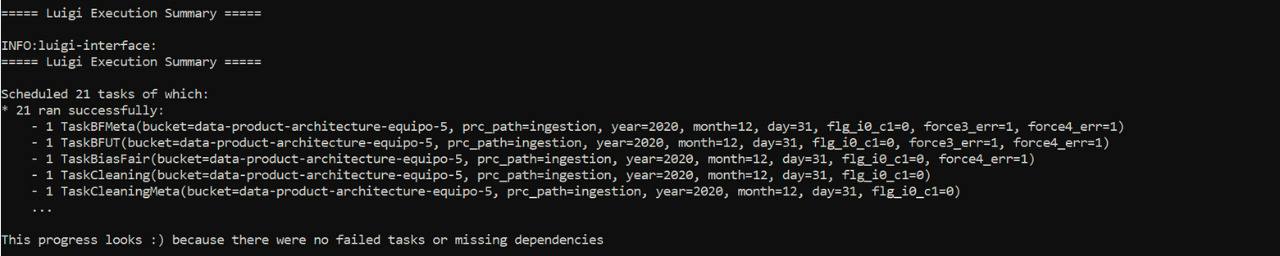 ===== Luigi Execution Summary =====
INFO:luigi-interface:
===== Luigi Execution Summary =====
Scheduled 21 tasks of which:
* 21 ran successfully:
- 1 TaskBFMeta(bucket=data-product-architecture-equipo-5, prc_path=ingestion, year=2020, month=12, day=31, flg_i0_c1=0, force3_err=1, force4_err=1)
- 1 TaskBFUT(bucket=data-product-architecture-equipo-5, prc_path=ingestion, year=2020, month=12, day=31, flg_i0_c1=0, force3_err=1, force4_err=1)
- 1 TaskBiasFair(bucket=data-product-architecture-equipo-5, prc_path=ingestion, year=2020, month=12, day=31, flg_i0_c1=0, force4_err=1)
- 1 TaskCleaning(bucket=data-product-architecture-equipo-5, prc_path=ingestion, year=2020, month=12, day=31, flg_i0_c1=0)
- 1 TaskCleaningMeta(bucket=data-product-architecture-equipo-5, prc_path=ingestion, year=2020, month=12, day=31, flg_i0_c1=0)
...
This progress looks :) because there were no failed tasks or missing dependencies